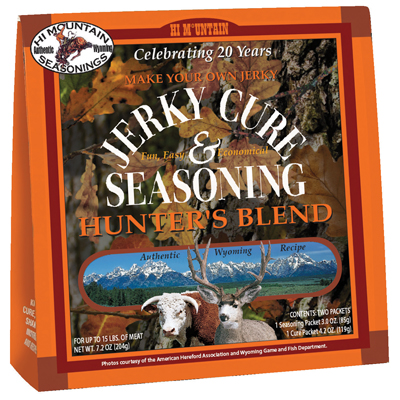 HI MOUNTAIN
Authentic Wyoming
SEASONINGS
HI MOUNTAIN
Celebrating 20 Years
MAKE YOUR OWN JERKY
JERKY CURE
Fun, Easy & Economical
SEASONING
HUNTER'S BLEND
Authentic Wyoming Recipe
FOR UP TO 15 LBS. OF MEAT
NET WT. 7.2 OZ (204g)
CONTENTS: TWO PACKETS
1 Seasoning Packet 3.0 OZ. (85g)
1 Cure Packet 4.2 OZ. (119g)
Photos courtesy of the American Hereford Association and Wyoming Game and Fish Department.
CURE